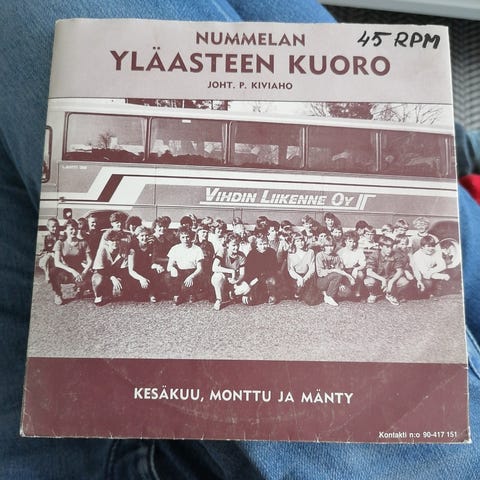 NUMMELAN
45 RPM
YLÄASTEEN KUORO
JOHT. P. KIVIAHO
VIHDIN LIIKENNE OY
KESÄKUU, MONTTU JA MÄNTY
Kontakti n:o 90-417 151